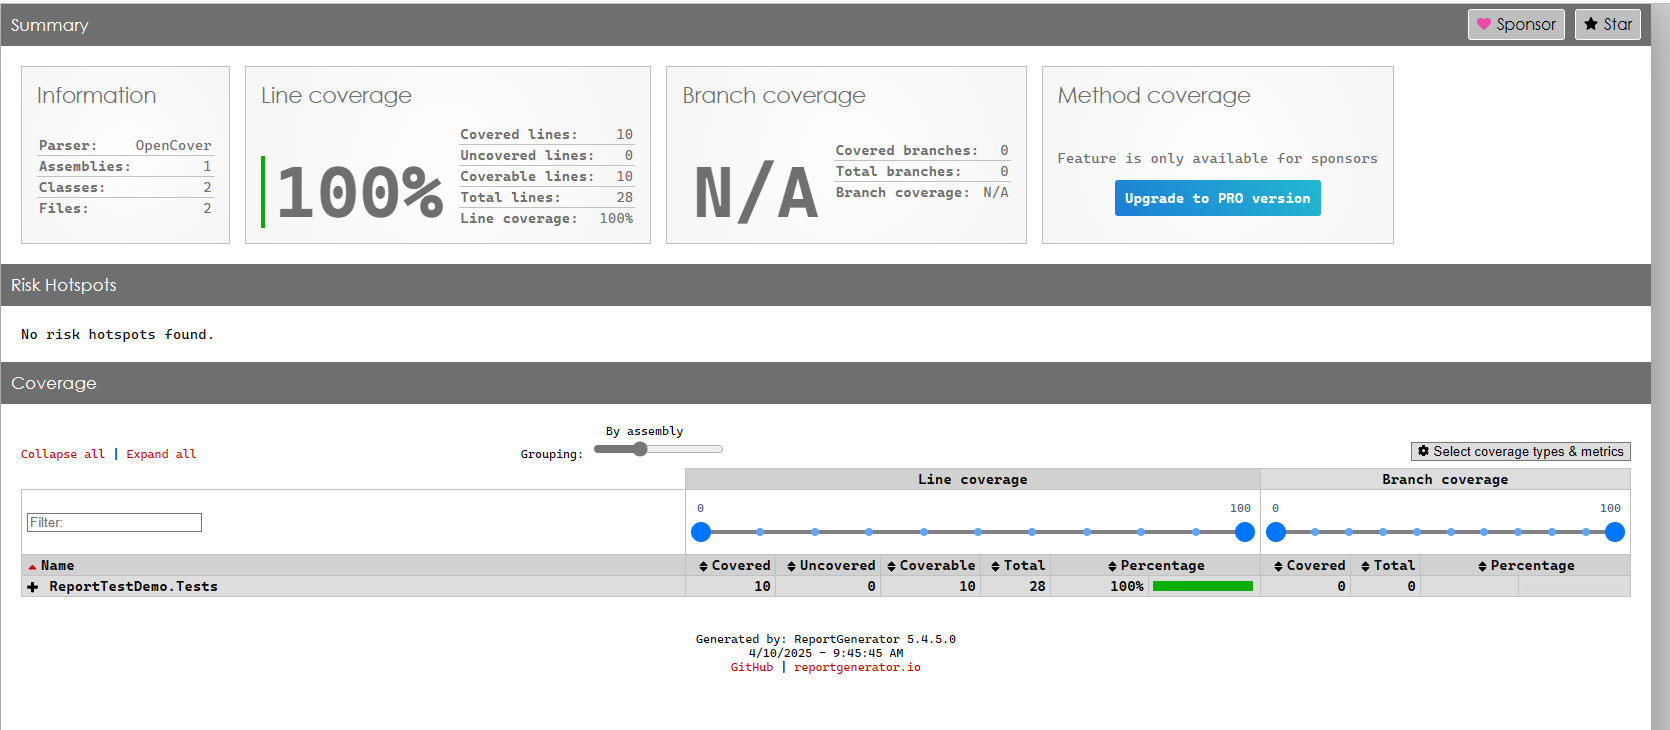 Summary
Sponsor
Star
Information
Parser: OpenCover
Assemblies: 1
Classes: 2
Files: 2
Line coverage
100%
Covered lines: 10
Uncovered lines: 0
Coverable lines: 10
Total lines: 28
Line coverage: 100%
Branch coverage
N/A
Covered branches: 0
Total branches: 0
Branch coverage: N/A
Method coverage
Feature is only available for sponsors
Upgrade to PRO version
Risk Hotspots
No risk hotspots found.
Coverage
By assembly
Collapse all | Expand all
Grouping:
Select coverage types & metrics
Line coverage Branch coverage
0 100 0 100
Filter:
Name Covered Uncovered Coverable Total Percentage Covered Total Percentage
ReportTestDemo.Tests 10 0 10 28 100% 0 0
Generated by: ReportGenerator 5.4.5.0
4/10/2025 - 9:45:45 AM
GitHub | reportgenerator.io